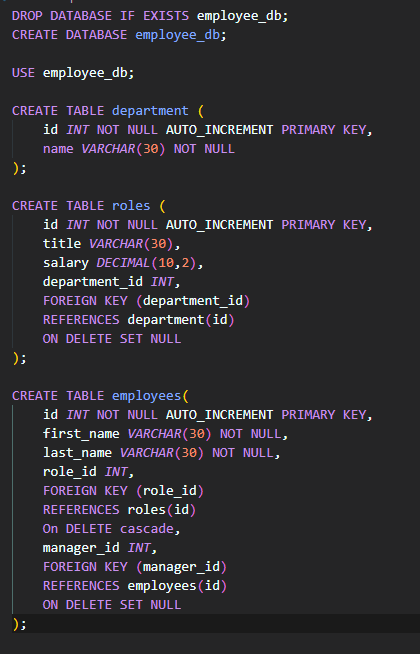 DROP DATABASE IF EXISTS employee_db;
CREATE DATABASE employee_db;
USE employee_db;
CREATE TABLE department (
id INT NOT NULL AUTO_INCREMENT PRIMARY KEY,
name VARCHAR(30) NOT NULL
);
CREATE TABLE roles (
id INT NOT NULL AUTO_INCREMENT PRIMARY KEY,
title VARCHAR(30),
salary DECIMAL(10,2),
department_id INT,
FOREIGN KEY (department_id)
REFERENCES department(id)
ON DELETE SET NULL
);
CREATE TABLE employees(
id INT NOT NULL AUTO_INCREMENT PRIMARY KEY,
first_name VARCHAR(30) NOT NULL,
last_name VARCHAR(30) NOT NULL,
role_id INT,
FOREIGN KEY (role_id)
REFERENCES roles(id)
On DELETE cascade,
manager_id INT,
FOREIGN KEY (manager_id)
REFERENCES employees(id)
ON DELETE SET NULL
);